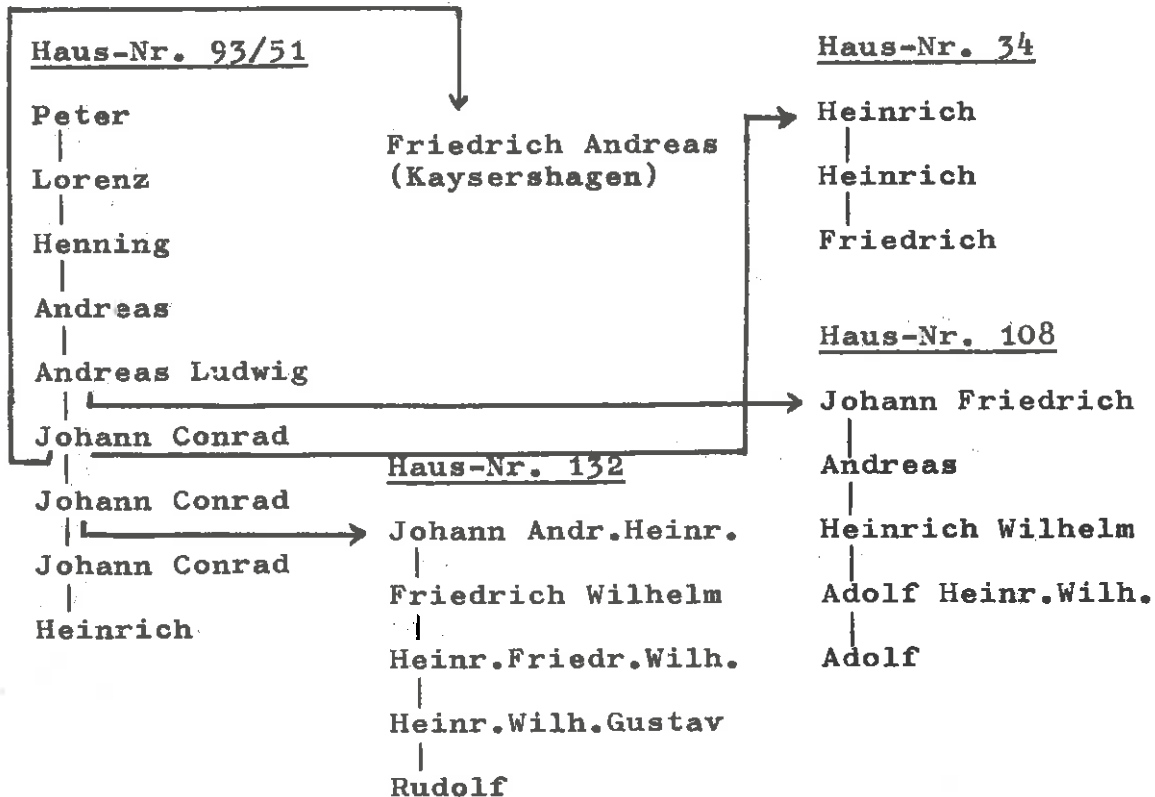 Haus-Nr. 93/51
Peter
Lorenz
Henning
Andreas
Andreas Ludwig
Johann Conrad
Johann Conrad
Johann Conrad
Heinrich
Friedrich Andreas
(Kaysershagen)
Haus-Nr. 132
Johann Andr.Heinr.
Friedrich Wilhelm
Heinr.Friedr.Wilh.
Heinr.Wilh.Gustav
Rudolf
Haus-Nr. 34
Heinrich
Heinrich
Friedrich
Haus-Nr. 108
Johann Friedrich
Andreas
Heinrich Wilhelm
Adolf Heinr.Wilh.
Adolf